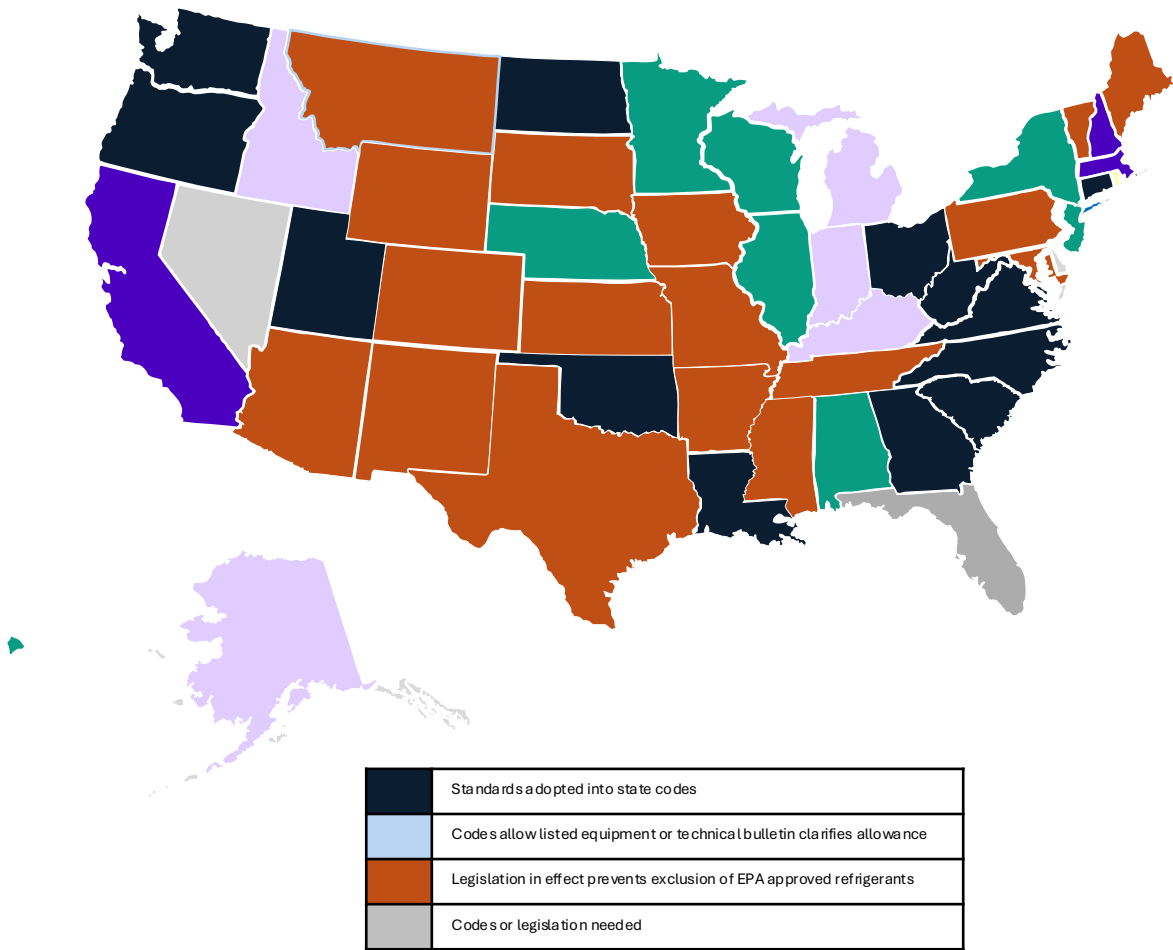 Standards adopted into state codes
Codes allow listed equipment or technical bulletin clarifies allowance
Legislation in effect prevents exclusion of EPA approved refrigerants
Codes or legislation needed